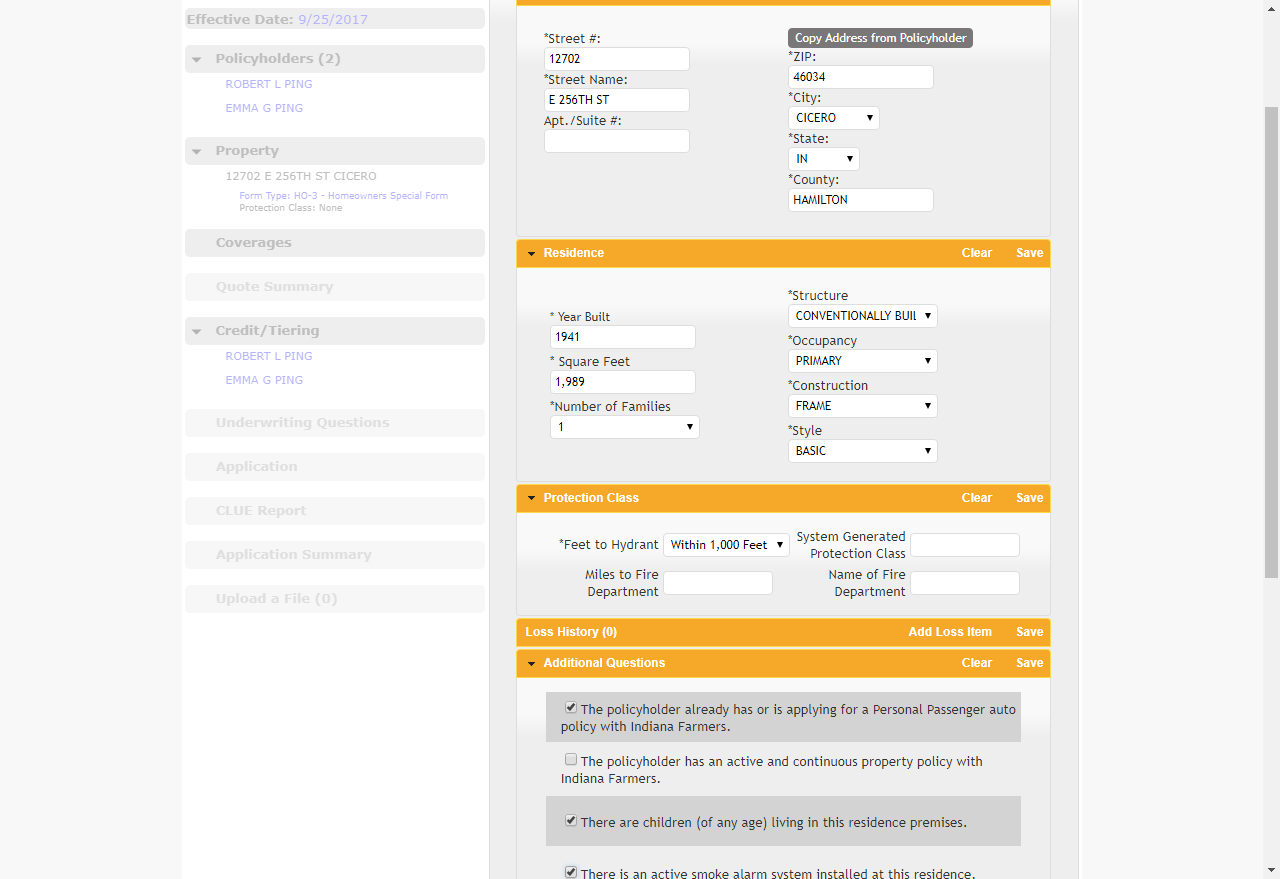 Effective Date: 9/25/2017
Policyholders (2)
ROBERT L PING
EMMA G PING
Property
12702 E 256TH ST CICERO
Form Type: HO-3 - Homeowners Special Form
Protection Class: None
Coverages
Quote Summary
Credit/Tiering
ROBERT L PING
EMMA G PING
Underwriting Questions
Application
CLUE Report
Application Summary
Upload a File (0)
*Street #:
12702
*Street Name:
E 256TH ST
Apt./Suite #:
Copy Address from Policyholder
*ZIP:
46034
*City:
CICERO
*State:
IN
*County:
HAMILTON
Residence Clear Save
* Year Built
1941
* Square Feet
1,989
*Number of Families
1
*Structure
CONVENTIONALLY BUIL
*Occupancy
PRIMARY
*Construction
FRAME
*Style
BASIC
Protection Class Clear Save
*Feet to Hydrant Within 1,000 Feet
System Generated
Protection Class
Miles to Fire
Department
Name of Fire
Department
Loss History (0) Add Loss Item Save
Additional Questions Clear Save
The policyholder already has or is applying for a Personal Passenger auto
policy with Indiana Farmers.
The policyholder has an active and continuous property policy with
Indiana Farmers.
There are children (of any age) living in this residence premises.
There is an active smoke alarm system installed at this residence.